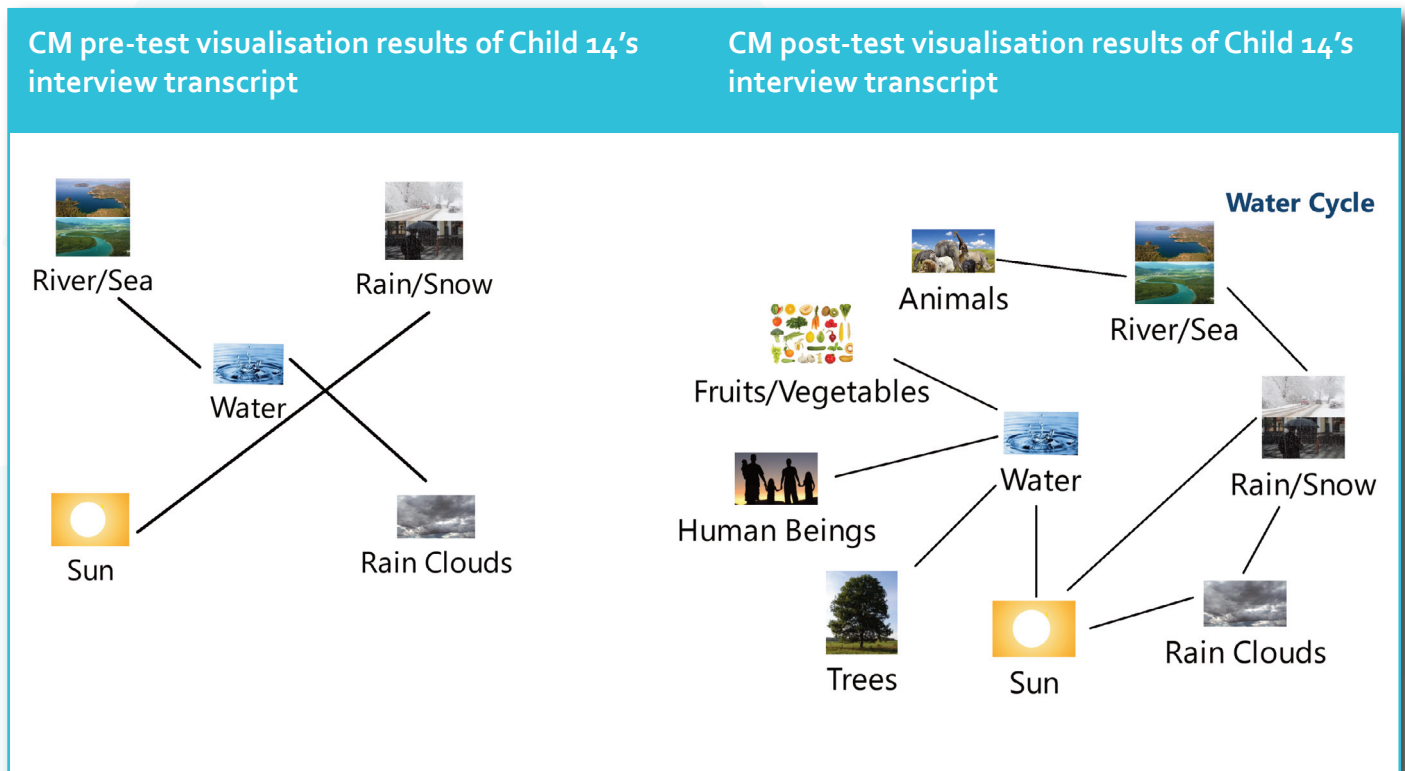 CM pre-test visualisation results of Child 14's
interview transcript
CM post-test visualisation results of Child 14's
interview transcript
River/Sea
Rain/Snow
Water
Sun
Rain Clouds
Water Cycle
Animals
River/Sea
Fruits/Vegetables
Water
Rain/Snow
Human Beings
Trees
Sun
Rain Clouds